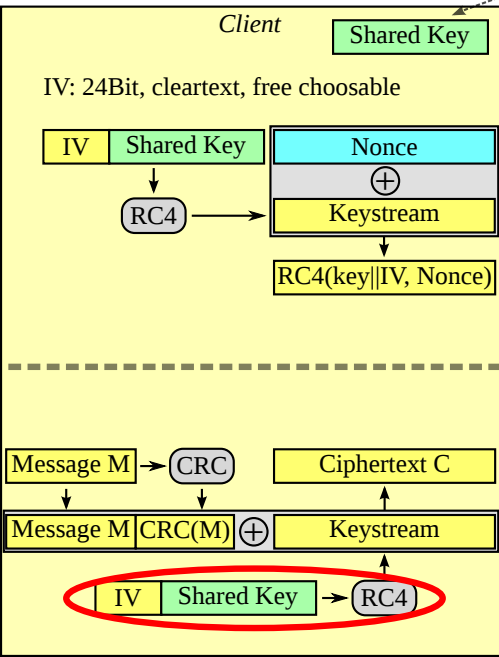 Client
Shared Key
IV: 24Bit, cleartext, free choosable
IV Shared Key
Nonce
RC4
Keystream
RC4(key||IV, Nonce)
Message M
CRC
Ciphertext C
Message M CRC(M)
Keystream
IV Shared Key
RC4